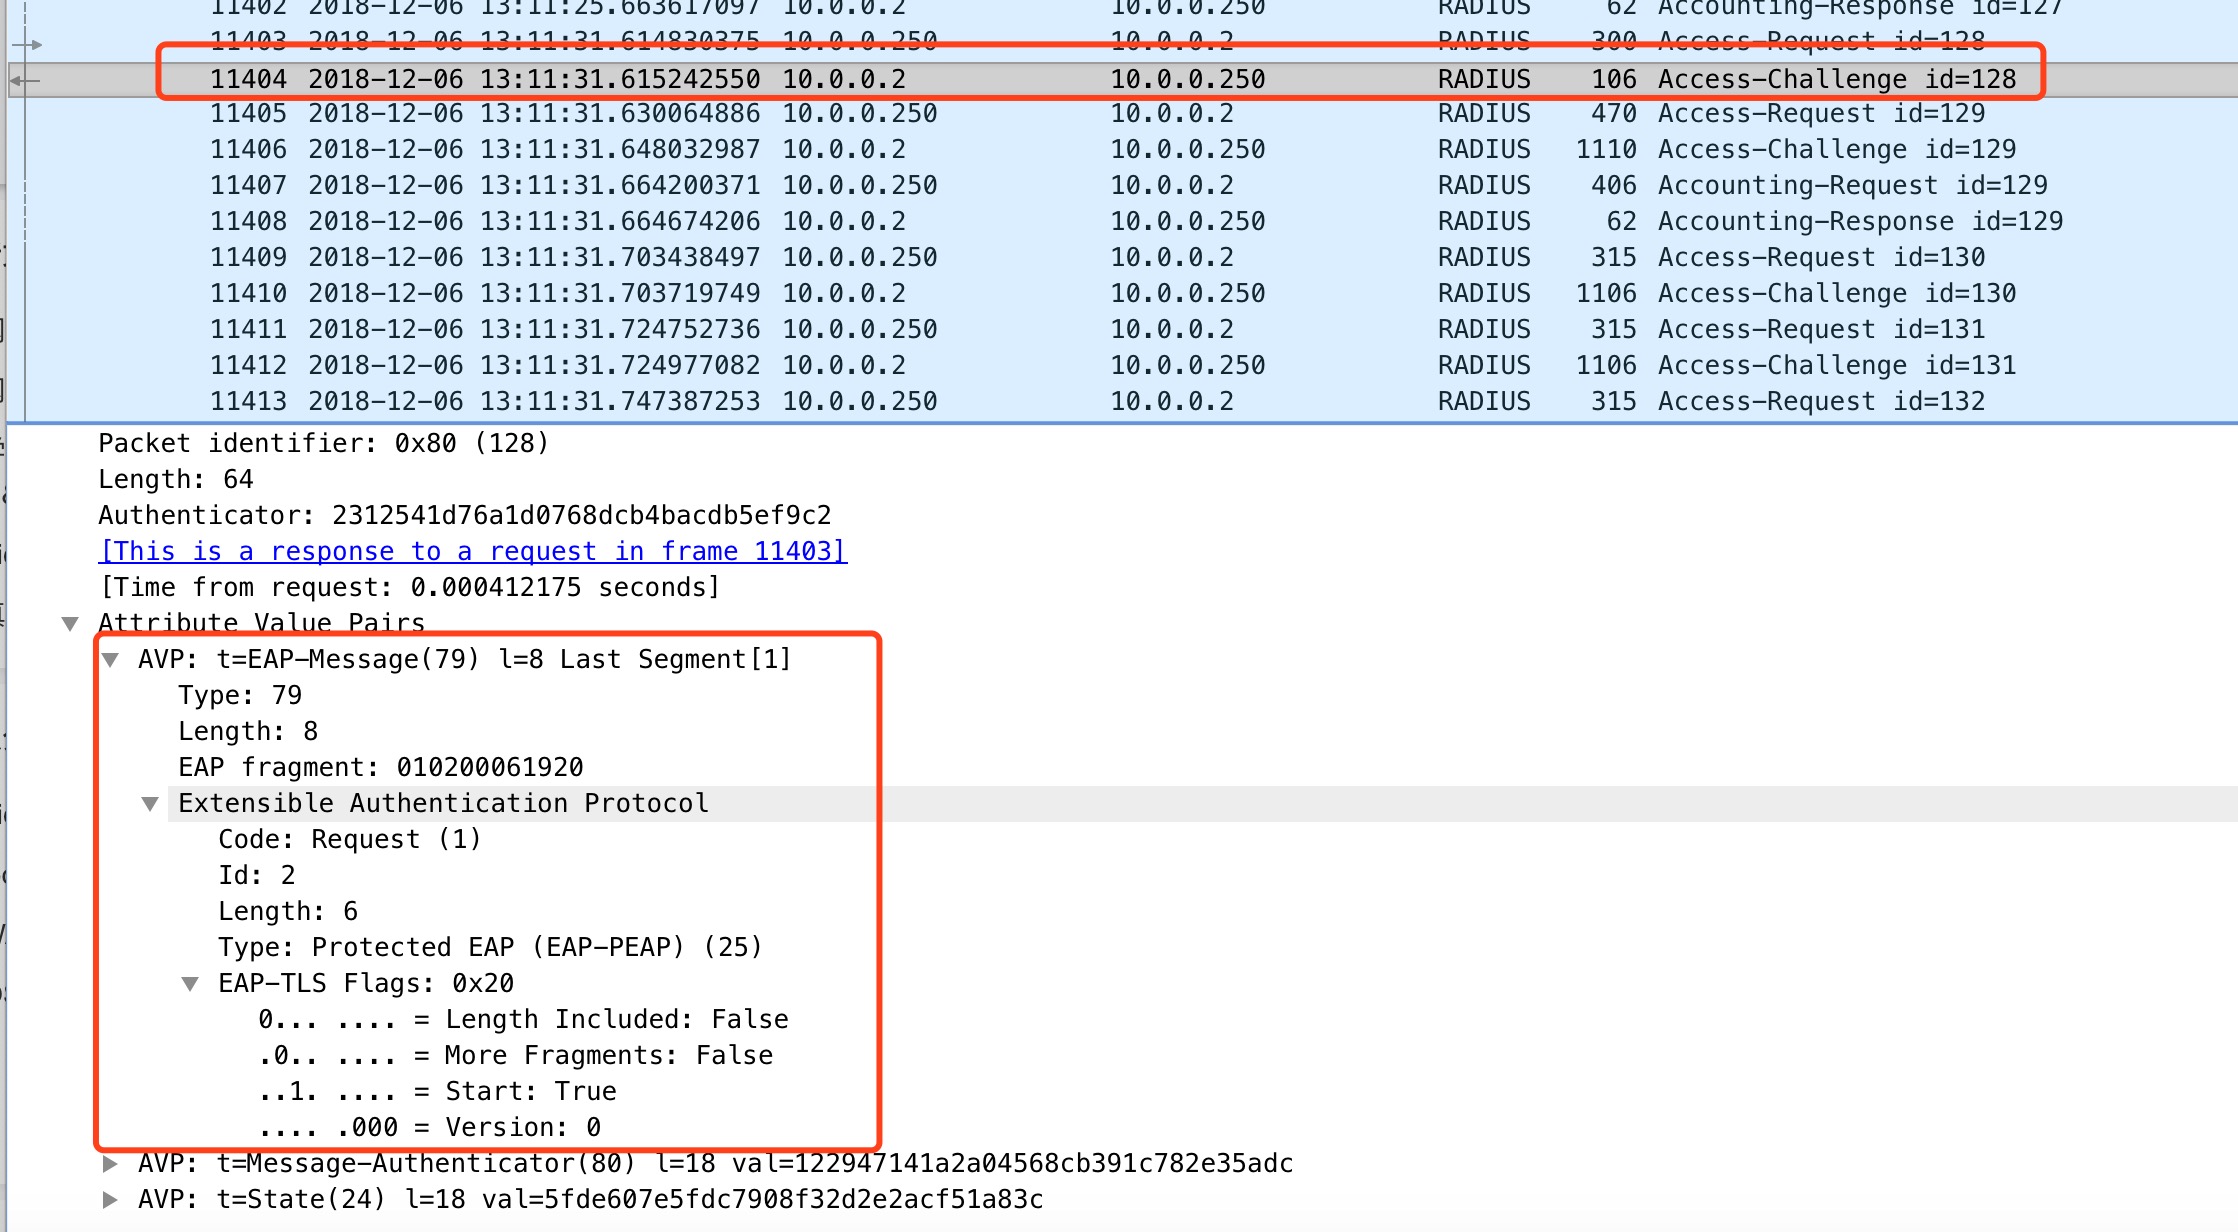 11402 2018-12-06 13:11:25.663617097 10.0.0.2 10.0.0.250 RADIUS 62 Accounting-Response id=127
11403 2018-12-06 13:11:31.614830375 10.0.0.250 10.0.0.2 RADIUS 300 Access-Request id=128
11404 2018-12-06 13:11:31.615242550 10.0.0.2 10.0.0.250 RADIUS 106 Access-Challenge id=128
11405 2018-12-06 13:11:31.630064886 10.0.0.250 10.0.0.2 RADIUS 470 Access-Request id=129
11406 2018-12-06 13:11:31.648032987 10.0.0.2 10.0.0.250 RADIUS 1110 Access-Challenge id=129
11407 2018-12-06 13:11:31.664200371 10.0.0.250 10.0.0.2 RADIUS 406 Accounting-Request id=129
11408 2018-12-06 13:11:31.664674206 10.0.0.2 10.0.0.250 RADIUS 62 Accounting-Response id=129
11409 2018-12-06 13:11:31.703438497 10.0.0.250 10.0.0.2 RADIUS 315 Access-Request id=130
11410 2018-12-06 13:11:31.703719749 10.0.0.2 10.0.0.250 RADIUS 1106 Access-Challenge id=130
11411 2018-12-06 13:11:31.724752736 10.0.0.250 10.0.0.2 RADIUS 315 Access-Request id=131
11412 2018-12-06 13:11:31.724977082 10.0.0.2 10.0.0.250 RADIUS 1106 Access-Challenge id=131
11413 2018-12-06 13:11:31.747387253 10.0.0.250 10.0.0.2 RADIUS 315 Access-Request id=132
Packet identifier: 0x80 (128)
Length: 64
Authenticator: 2312541d76a1d0768dcb4bacdb5ef9c2
[This is a response to a request in frame 11403]
[Time from request: 0.000412175 seconds]
Attribute Value Pairs
AVP: t=EAP-Message(79) l=8 Last Segment[1]
Type: 79
Length: 8
EAP fragment: 010200061920
Extensible Authentication Protocol
Code: Request (1)
Id: 2
Length: 6
Type: Protected EAP (EAP-PEAP) (25)
EAP-TLS Flags: 0x20
0... .... = Length Included: False
.0.. .... = More Fragments: False
..1. .... = Start: True
.... .000 = Version: 0
AVP: t=Message-Authenticator(80) l=18 val=122947141a2a04568cb391c782e35adc
AVP: t=State(24) l=18 val=5fde607e5fdc7908f32d2e2acf51a83c